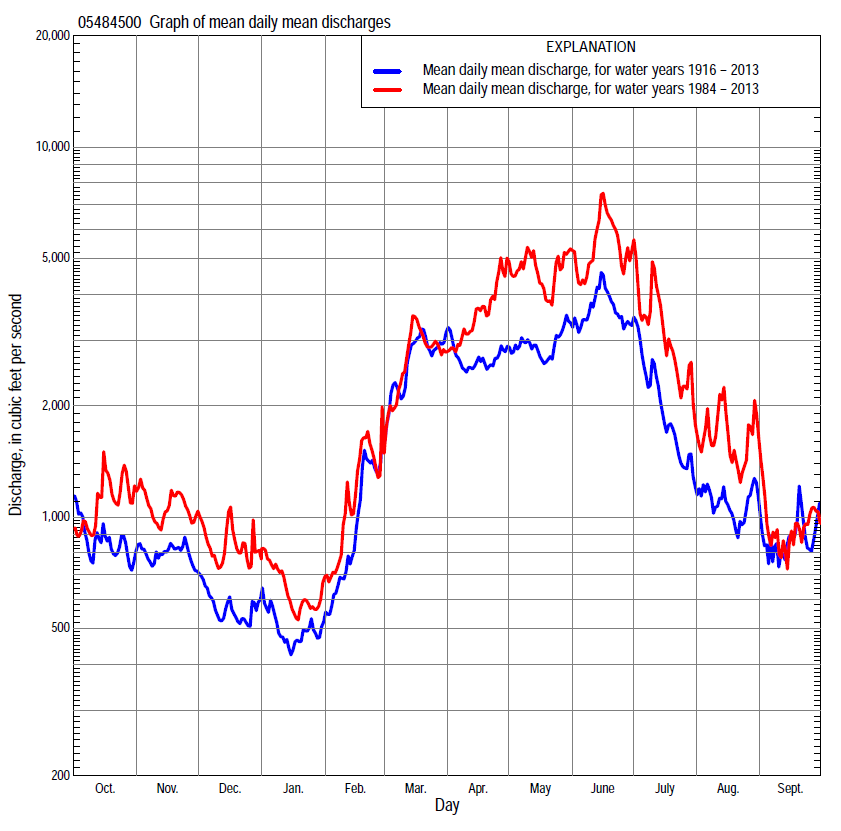 05484500 Graph of mean daily mean discharges
EXPLANATION
Mean daily mean discharge, for water years 1916 – 2013
Mean daily mean discharge, for water years 1984 – 2013
Discharge, in cubic feet per second
20,000
10,000
5,000
2,000
1,000
500
200
Oct. Nov. Dec. Jan. Feb. Mar. Apr. May June July Aug. Sept.
Day